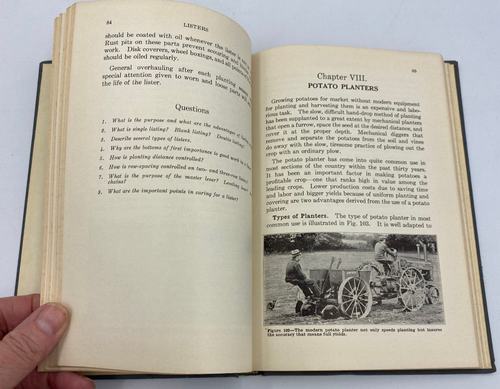 84
LISTERS
should be coated with oil whenever the lister is
Rust pits on these parts prevent scouring and
work. Disk coverers, wheel boxings, and all
should be oiled regularly.
General overhauling after each planting season
special attention given to worn and loose parts will
the life of the lister.
Questions
1. What is the purpose and what are the advantages of
2. What is single listing? Blank listing? Double listing?
3. Describe several types of listers.
4. Why are the bottoms of first importance to good work in
5. How is planting distance controlled?
6. How is row-spacing controlled on two- and three-row listers?
7. What is the purpose of the master lever? Leveling
chains?
8. What are the important points in caring for a lister?
85
Chapter VIII.
POTATO PLANTERS
Growing potatoes for market without modern equipment
for planting and harvesting them is an expensive and labo-
rious task. The slow, difficult hand-drop method of planting
has been supplanted to a great extent by mechanical planters
that open a furrow, space the seed at the desired distance, and
cover it at the proper depth. Mechanical diggers that
remove and separate the potatoes from the soil and vines
do away with the slow, tiresome practice of plowing out the
crop with an ordinary plow.
The potato planter has come into quite common use in
most sections of the country within the past thirty years.
It has been an important factor in making potatoes a
profitable crop—one that ranks high in value among the
leading crops. Lower production costs due to saving time
and labor and bigger yields because of uniform planting and
covering are two advantages derived from the use of a potato
planter.
Types of Planters. The type of potato planter in most
common use is illustrated in Fig. 103. It is well adapted to
Figure 103—The modern potato planter not only speeds planting but insures
the accuracy that means full yields.